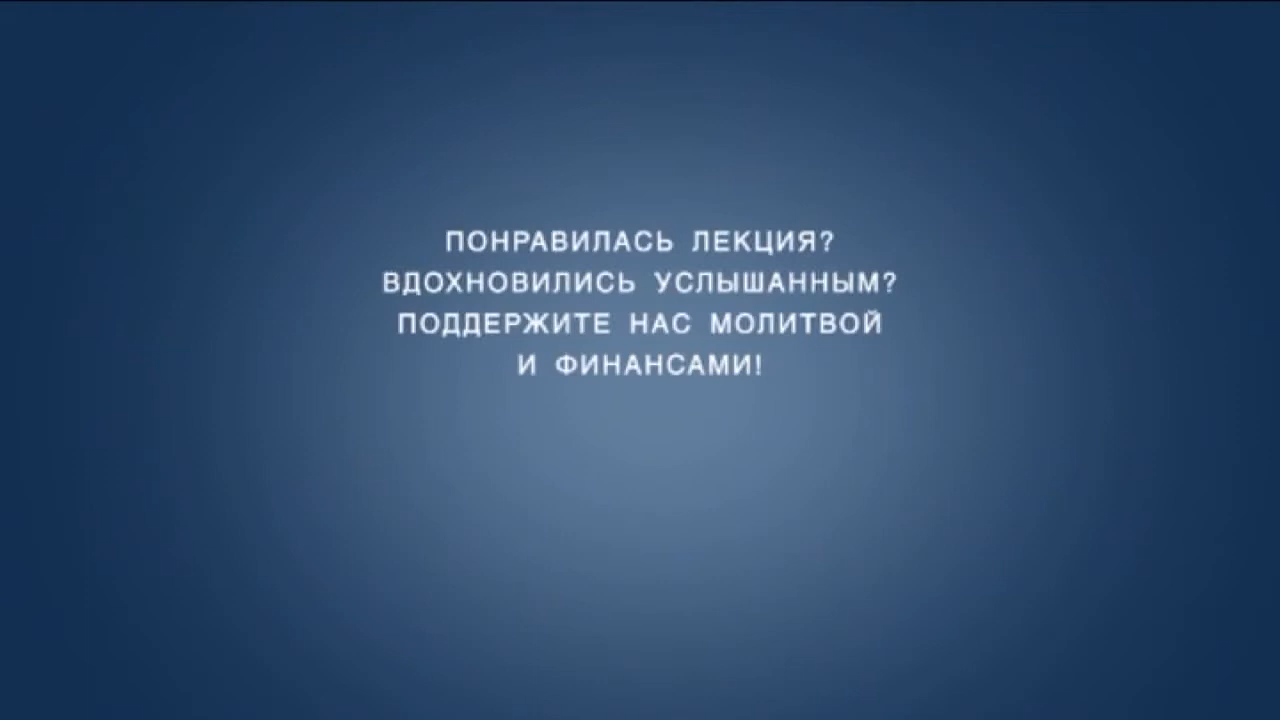 ПОНРАВИЛАСЬ ЛЕКЦИЯ?
ВДОХНОВИЛИСЬ УСЛЫШАННЫМ?
ПОДДЕРЖИТЕ НАС МОЛИТВОЙ
И ФИНАНСАМИ!